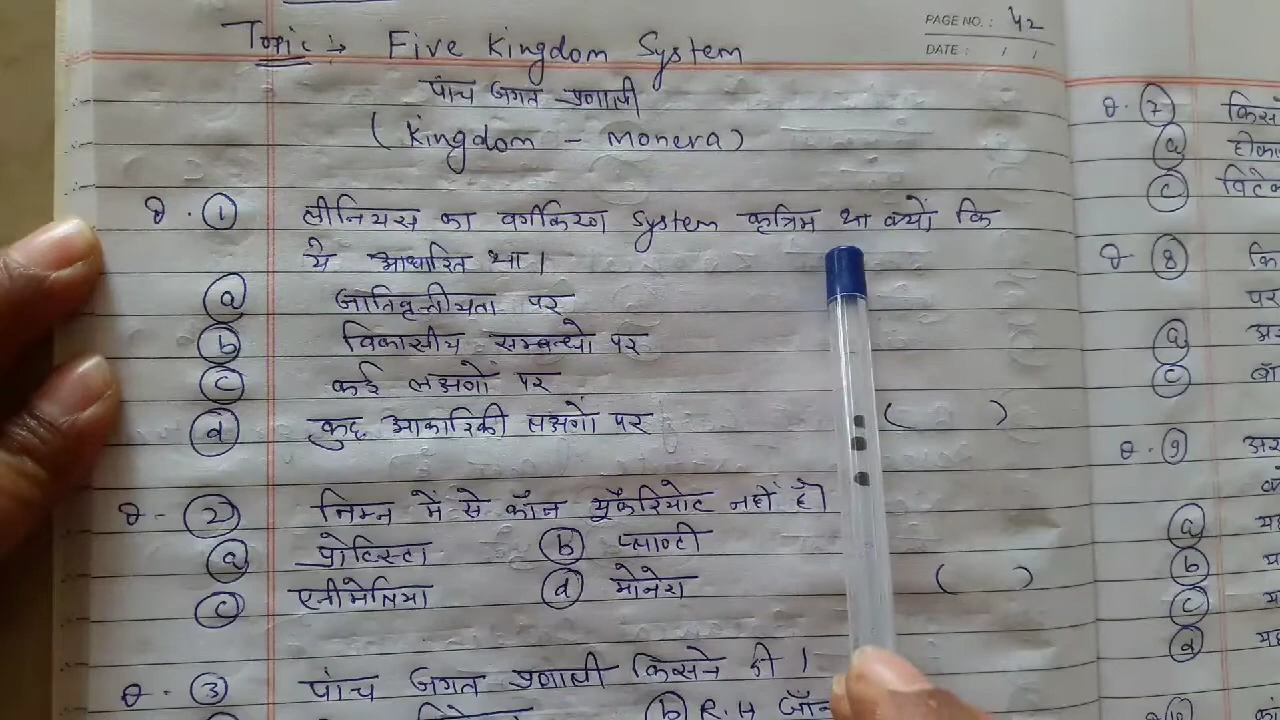 PAGE NO.: 42
DATE: / /
Topic :→ Five Kingdom System
पांच जगत प्रणाली
(Kingdom - Monera)
Q. ① लीनियस का वर्गीकरण System कृत्रिम था क्यों कि
ये आधारित था।
ⓐ जातिवृत्तीयता पर
ⓑ विकासीय सम्बन्धो पर
ⓒ कई लक्षणों पर
ⓓ कुछ आकारिकी लक्षणों पर ( )
Q - ② निम्न में से कौन यूकैरियोट नहीं है।
ⓐ प्रोटिस्टा ⓑ प्लाण्टी
ⓒ एनीमेलिया ⓓ मोनेरा ( )
Q - ③ पांच जगत प्रणाली किसने दी।
ⓑ R.H
Q. ⑦
ⓐ
ⓒ
Q ⑧
पर
ⓐ
ⓒ
Q. ⑨
ⓐ
ⓑ
ⓒ
ⓓ